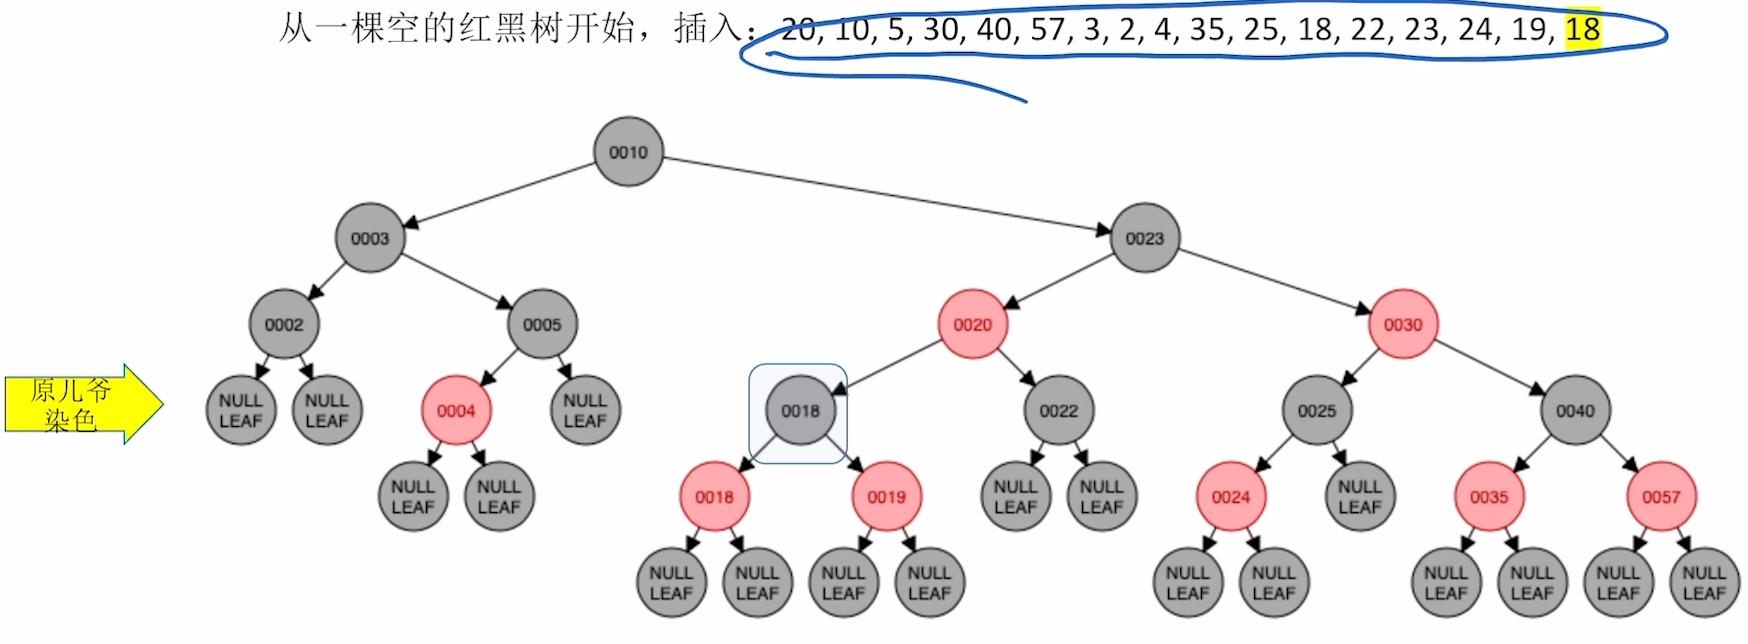 从一棵空的红黑树开始，插入：20, 10, 5, 30, 40, 57, 3, 2, 4, 35, 25, 18, 22, 23, 24, 19, 18
0010
0003
0023
0002
0005
0020
0030
原儿爷
染色
NULL
LEAF
NULL
LEAF
0004
NULL
LEAF
0018
0022
0025
0040
NULL
LEAF
NULL
LEAF
0018
0019
NULL
LEAF
NULL
LEAF
0024
NULL
LEAF
0035
0057
NULL
LEAF
NULL
LEAF
NULL
LEAF
NULL
LEAF
NULL
LEAF
NULL
LEAF
NULL
LEAF
NULL
LEAF
NULL
LEAF
NULL
LEAF